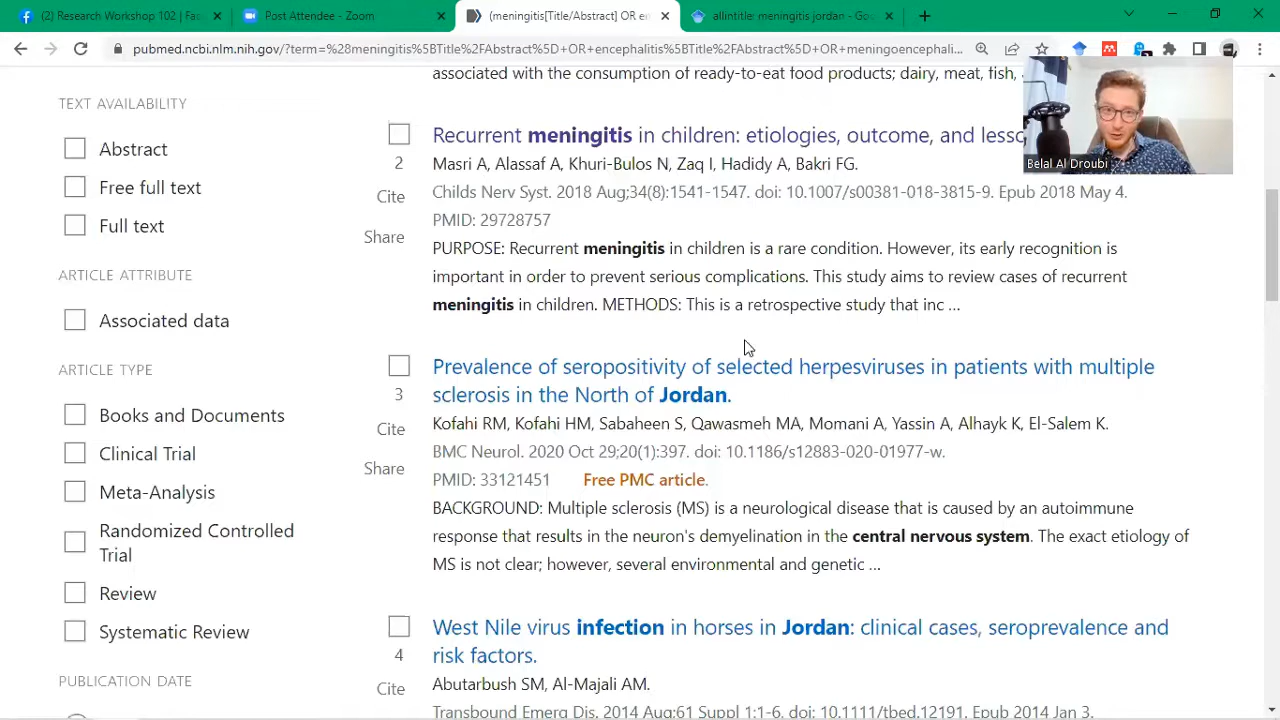 (2) Research Workshop 102 | Fac
Post Attendee - Zoom
(meningitis[Title/Abstract] OR en
allintitle: meningitis jordan - Goo
pubmed.ncbi.nlm.nih.gov/?term=%28meningitis%5BTitle%2FAbstract%5D+OR+encephalitis%5BTitle%2FAbstract%5D+OR+meningoencephali...
associated with the consumption of ready-to-eat food products; dairy, meat, fish,
TEXT AVAILABILITY
Abstract
Free full text
Full text
ARTICLE ATTRIBUTE
Associated data
ARTICLE TYPE
Books and Documents
Clinical Trial
Meta-Analysis
Randomized Controlled
Trial
Review
Systematic Review
PUBLICATION DATE
2
Cite
Share
Recurrent meningitis in children: etiologies, outcome, and lesso
Masri A, Alassaf A, Khuri-Bulos N, Zaq I, Hadidy A, Bakri FG.
Childs Nerv Syst. 2018 Aug;34(8):1541-1547. doi: 10.1007/s00381-018-3815-9. Epub 2018 May 4.
PMID: 29728757
PURPOSE: Recurrent meningitis in children is a rare condition. However, its early recognition is
important in order to prevent serious complications. This study aims to review cases of recurrent
meningitis in children. METHODS: This is a retrospective study that inc ...
3
Cite
Share
Prevalence of seropositivity of selected herpesviruses in patients with multiple
sclerosis in the North of Jordan.
Kofahi RM, Kofahi HM, Sabaheen S, Qawasmeh MA, Momani A, Yassin A, Alhayk K, El-Salem K.
BMC Neurol. 2020 Oct 29;20(1):397. doi: 10.1186/s12883-020-01977-w.
PMID: 33121451 Free PMC article.
BACKGROUND: Multiple sclerosis (MS) is a neurological disease that is caused by an autoimmune
response that results in the neuron's demyelination in the central nervous system. The exact etiology of
MS is not clear; however, several environmental and genetic ...
4
Cite
West Nile virus infection in horses in Jordan: clinical cases, seroprevalence and
risk factors.
Abutarbush SM, Al-Majali AM.
Transbound Emerg Dis. 2014 Aug;61 Suppl 1:1-6. doi: 10.1111/tbed.12191. Epub 2014 Jan 3.
Belal Al Droubi